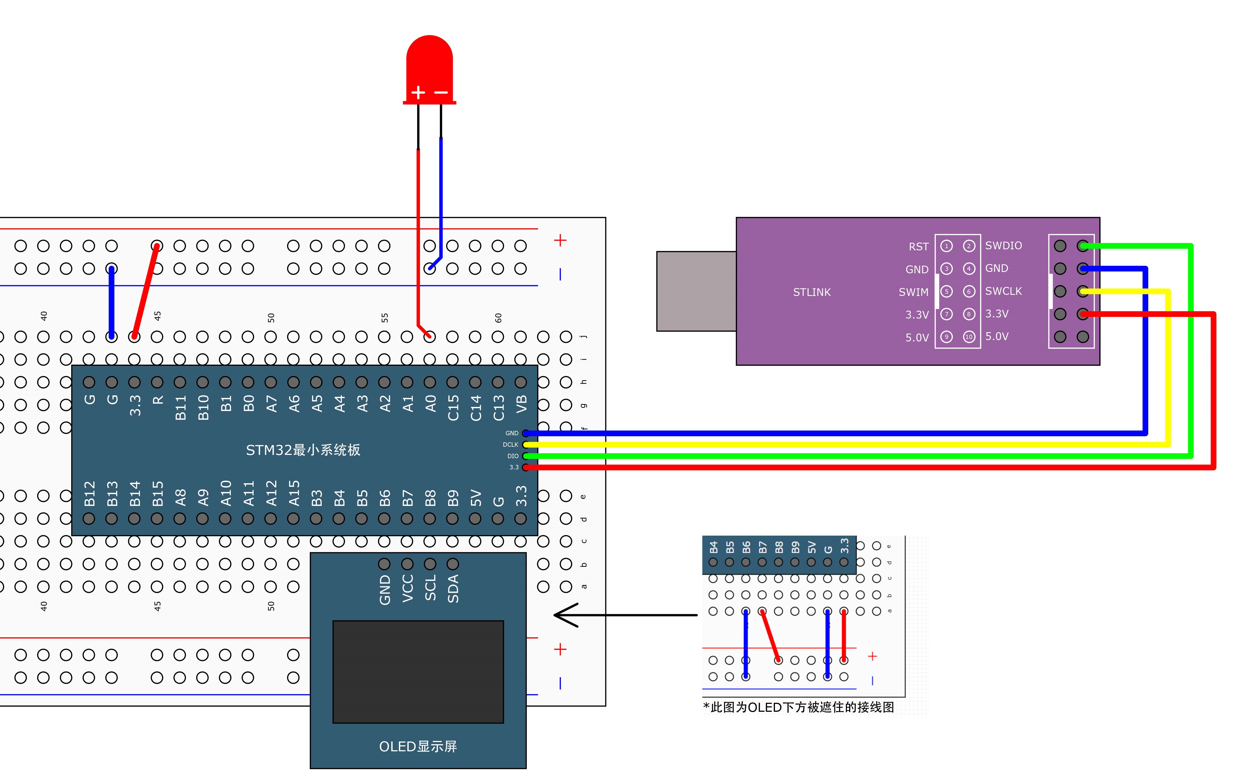 + −
+
−
40 45 50 55 60
j
i
h
g
f
G G 3.3 R B11 B10 B1 B0 A7 A6 A5 A4 A3 A2 A1 A0 C15 C14 C13 VB
STM32最小系统板
GND
DCLK
DIO
3.3
B12 B13 B14 B15 A8 A9 A10 A11 A12 A15 B3 B4 B5 B6 B7 B8 B9 5V G 3.3
e
d
c
b
a
40 45 50
+
−
GND VCC SCL SDA
OLED显示屏
STLINK
RST 1 2 SWDIO
GND 3 4 GND
SWIM 5 6 SWCLK
3.3V 7 8 3.3V
5.0V 9 10 5.0V
B4 B5 B6 B7 B8 B9 5V G 3.3
e
d
c
b
a
+
−
*此图为OLED下方被遮住的接线图